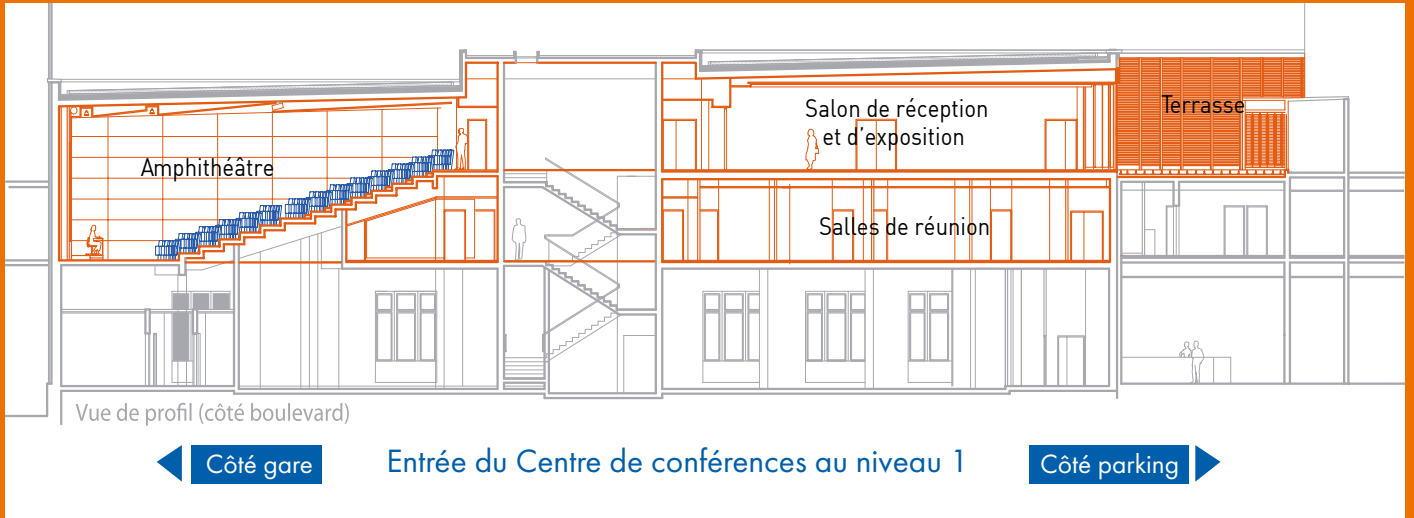 Salon de réception
et d'exposition
Terrasse
Amphithéâtre
Salles de réunion
Vue de profil (côté boulevard)
Côté gare
Entrée du Centre de conférences au niveau 1
Côté parking